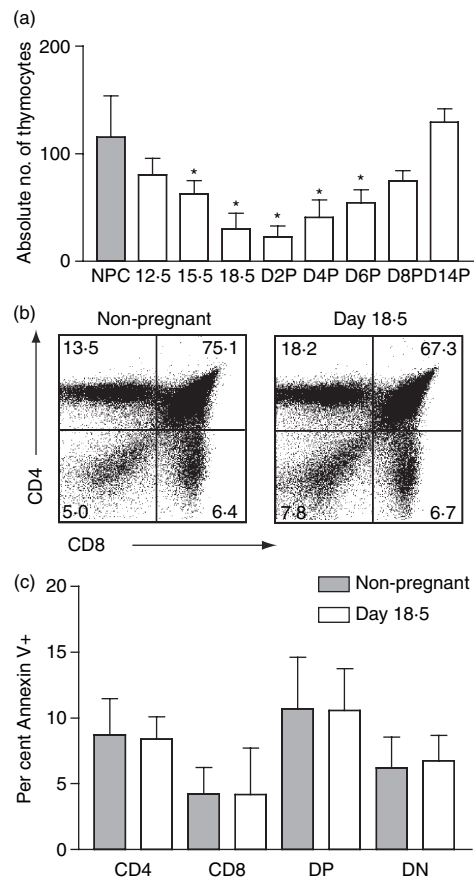 (a)
Absolute no. of thymocytes
200
100
0
*
*
*
*
*
NPC 12·5 15·5 18·5 D2P D4P D6P D8P D14P
(b)
Non-pregnant Day 18·5
13·5 75·1 18·2 67·3
CD4
5·0 6·4 7·8 6·7
CD8
(c)
Non-pregnant
Day 18·5
Per cent Annexin V+
20
15
10
5
0
CD4 CD8 DP DN